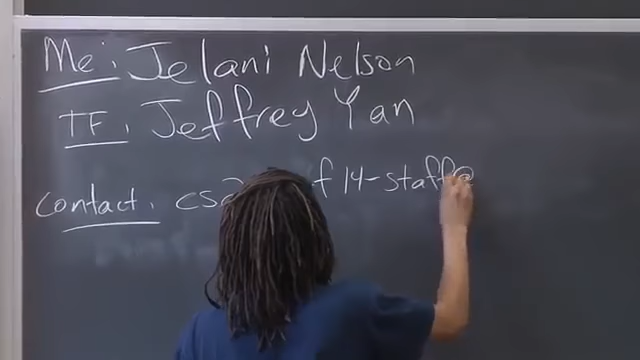 Me: Jelani Nelson
TF: Jeffrey Yan
Contact: cs2 f14-staff@